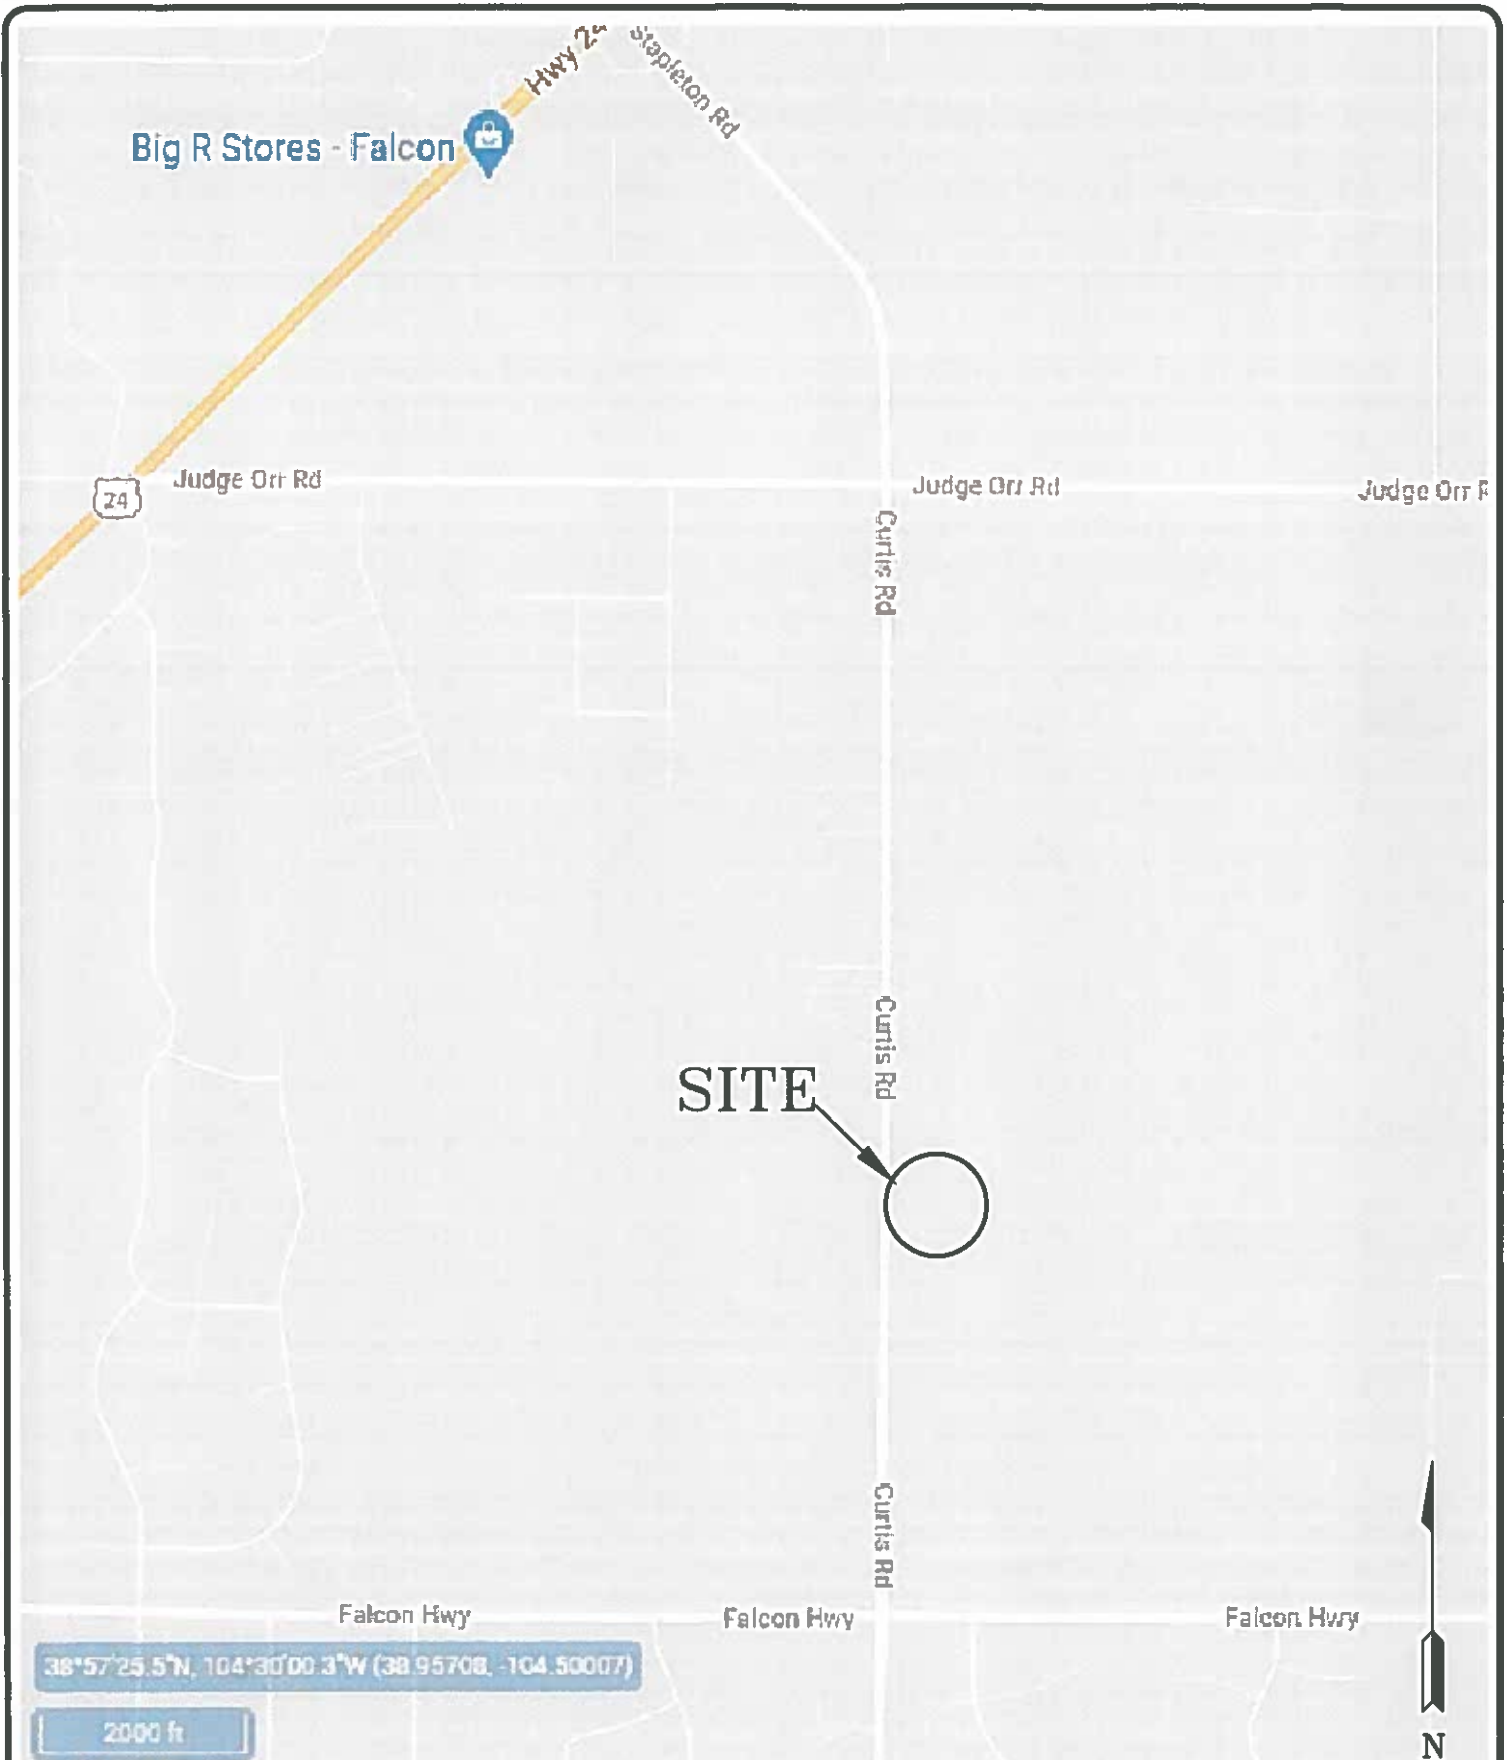 Hwy 24
Stapleton Rd
Big R Stores - Falcon
24
Judge Orr Rd
Judge Orr Rd
Judge Orr R
Curtis Rd
Curtis Rd
SITE
Curtis Rd
Falcon Hwy
Falcon Hwy
Falcon Hwy
38°57'25.5"N, 104°30'00.3"W (38.95708, -104.50007)
2000 ft
N